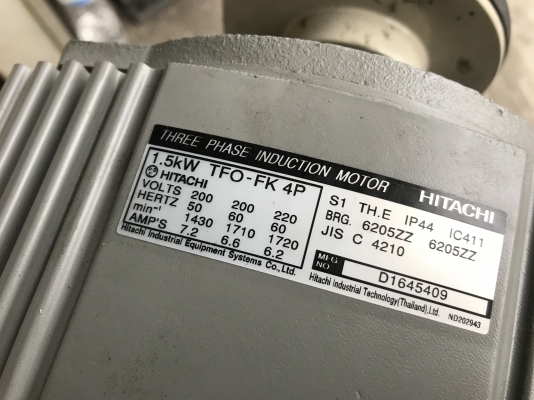 THREE PHASE INDUCTION MOTOR HITACHI
1.5kW TFO-FK 4P
HITACHI
VOLTS 200 200 220
HERTZ 50 60 60
min⁻¹ 1430 1710 1720
AMP'S 7.2 6.6 6.2
Hitachi Industrial Equipment Systems Co.,Ltd.
S1 TH.E IP44 IC411
BRG. 6205ZZ 6205ZZ
JIS C 4210
MFG NO D1645409
Hitachi Industrial Technology(Thailand),Ltd. ND202943